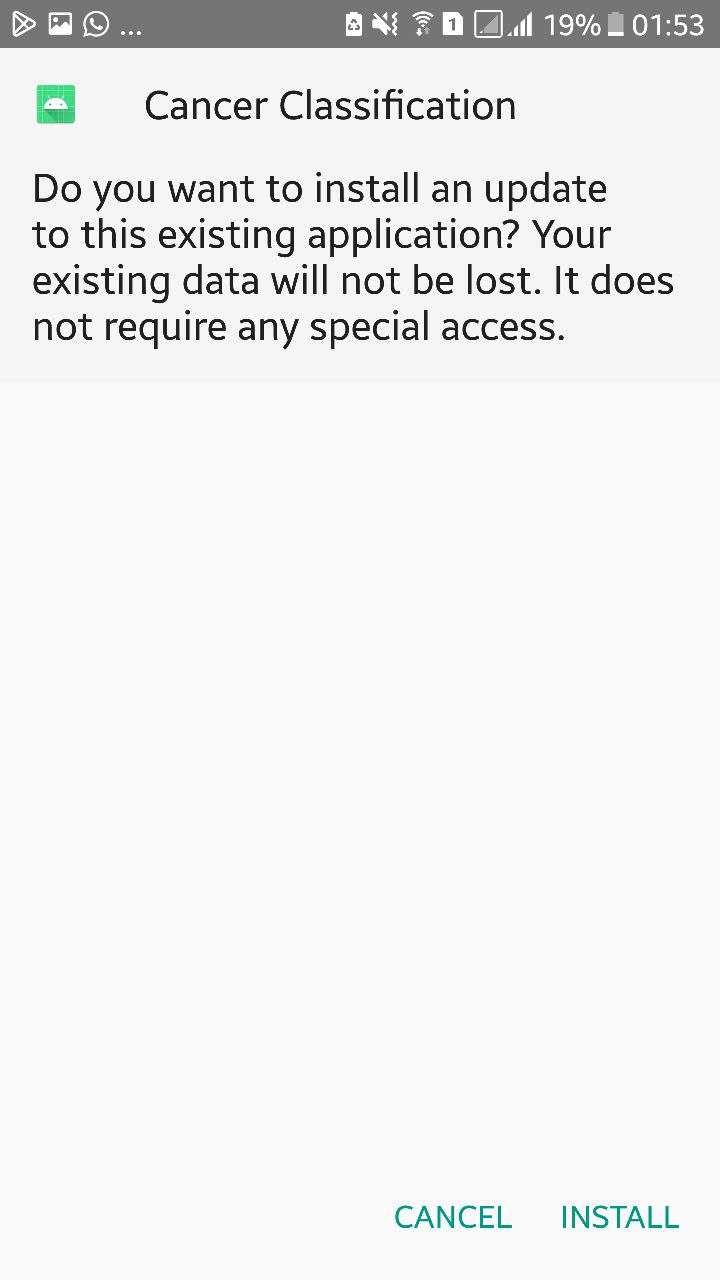 ... 1 19% 01:53
Cancer Classification
Do you want to install an update
to this existing application? Your
existing data will not be lost. It does
not require any special access.
CANCEL INSTALL